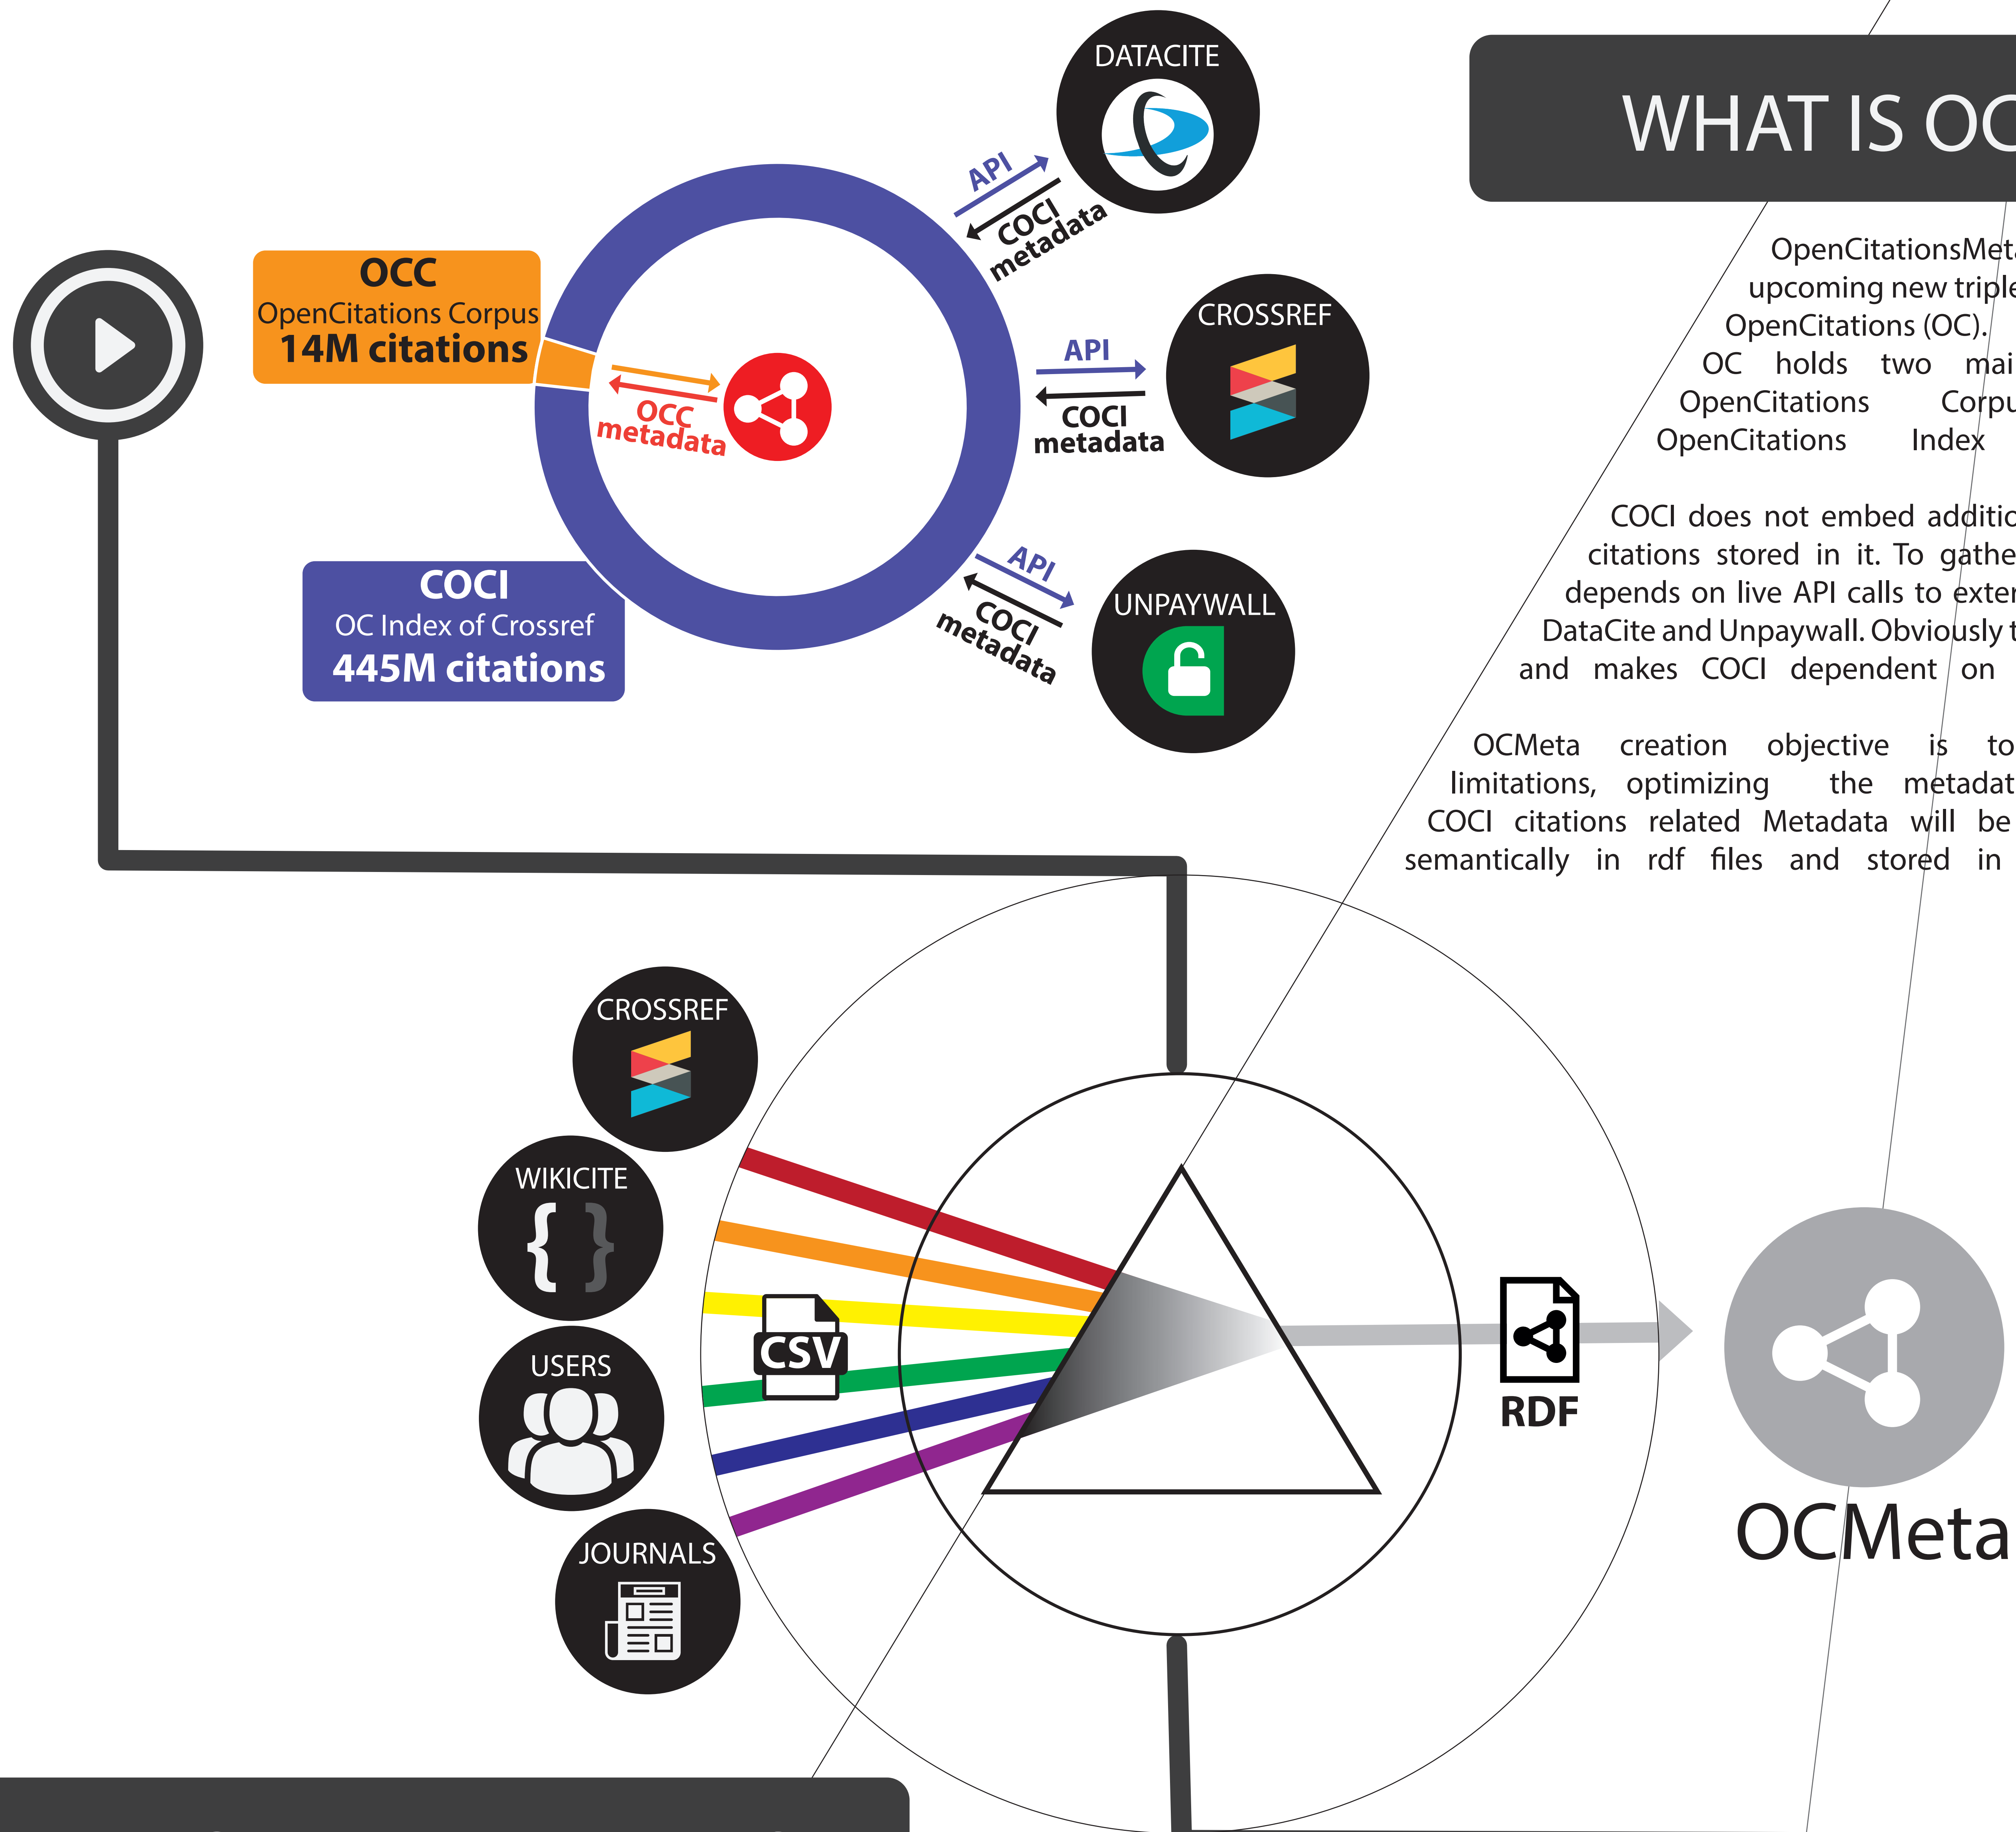 DATACITE
API
COCI
metadata
OCC
OpenCitations Corpus
14M citations
OCC
metadata
CROSSREF
API
COCI
metadata
COCI
OC Index of Crossref
445M citations
API
COCI
metadata
UNPAYWALL
WHAT IS OC
OpenCitationsMeta
upcoming new triple
OpenCitations (OC).
OC holds two mai
OpenCitations Corpu
OpenCitations Index
COCI does not embed additio
citations stored in it. To gathe
depends on live API calls to exter
DataCite and Unpaywall. Obviously t
and makes COCI dependent on
OCMeta creation objective is to
limitations, optimizing the metadat
COCI citations related Metadata will be
semantically in rdf files and stored in
CROSSREF
WIKICITE
USERS
JOURNALS
CSV
RDF
OCMeta